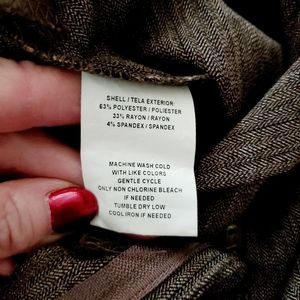 SHELL / TELA EXTERIOR:
63% POLYESTER / POLIESTER
33% RAYON / RAYON
4% SPANDEX / SPANDEX
MACHINE WASH COLD
WITH LIKE COLORS
GENTLE CYCLE
ONLY NON CHLORINE BLEACH
IF NEEDED
TUMBLE DRY LOW
COOL IRON IF NEEDED